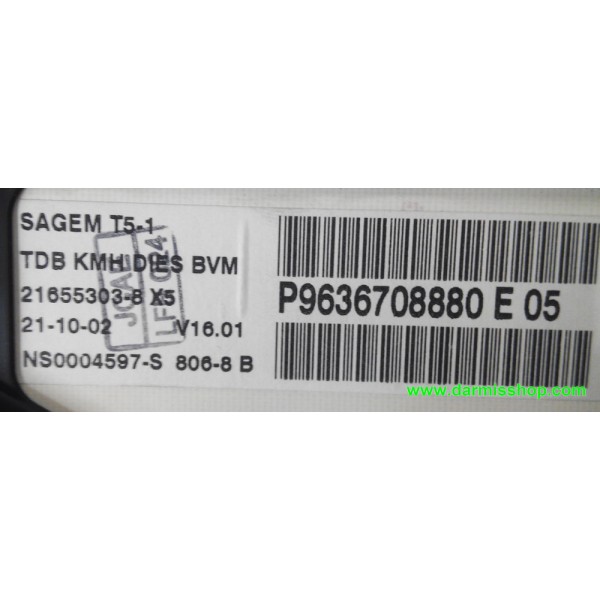 SAGEM T5-1
TDB KMH DIES BVM
21655303-8 X5
21-10-02 V16.01
NS0004597-S 806-8 B
P9636708880 E 05
www.darmisshop.com